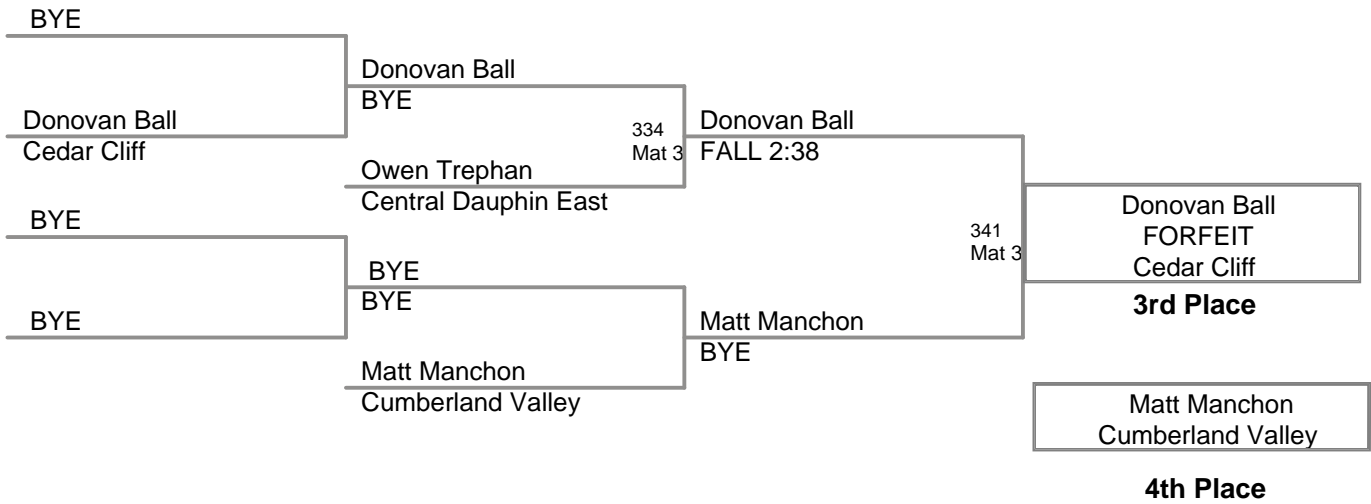 BYE
Donovan Ball
BYE
Donovan Ball
Cedar Cliff
334
Mat 3
Donovan Ball
FALL 2:38
Owen Trephan
Central Dauphin East
BYE
341
Mat 3
Donovan Ball
FORFEIT
Cedar Cliff
3rd Place
BYE
BYE
BYE
Matt Manchon
BYE
Matt Manchon
Cumberland Valley
Matt Manchon
Cumberland Valley
4th Place